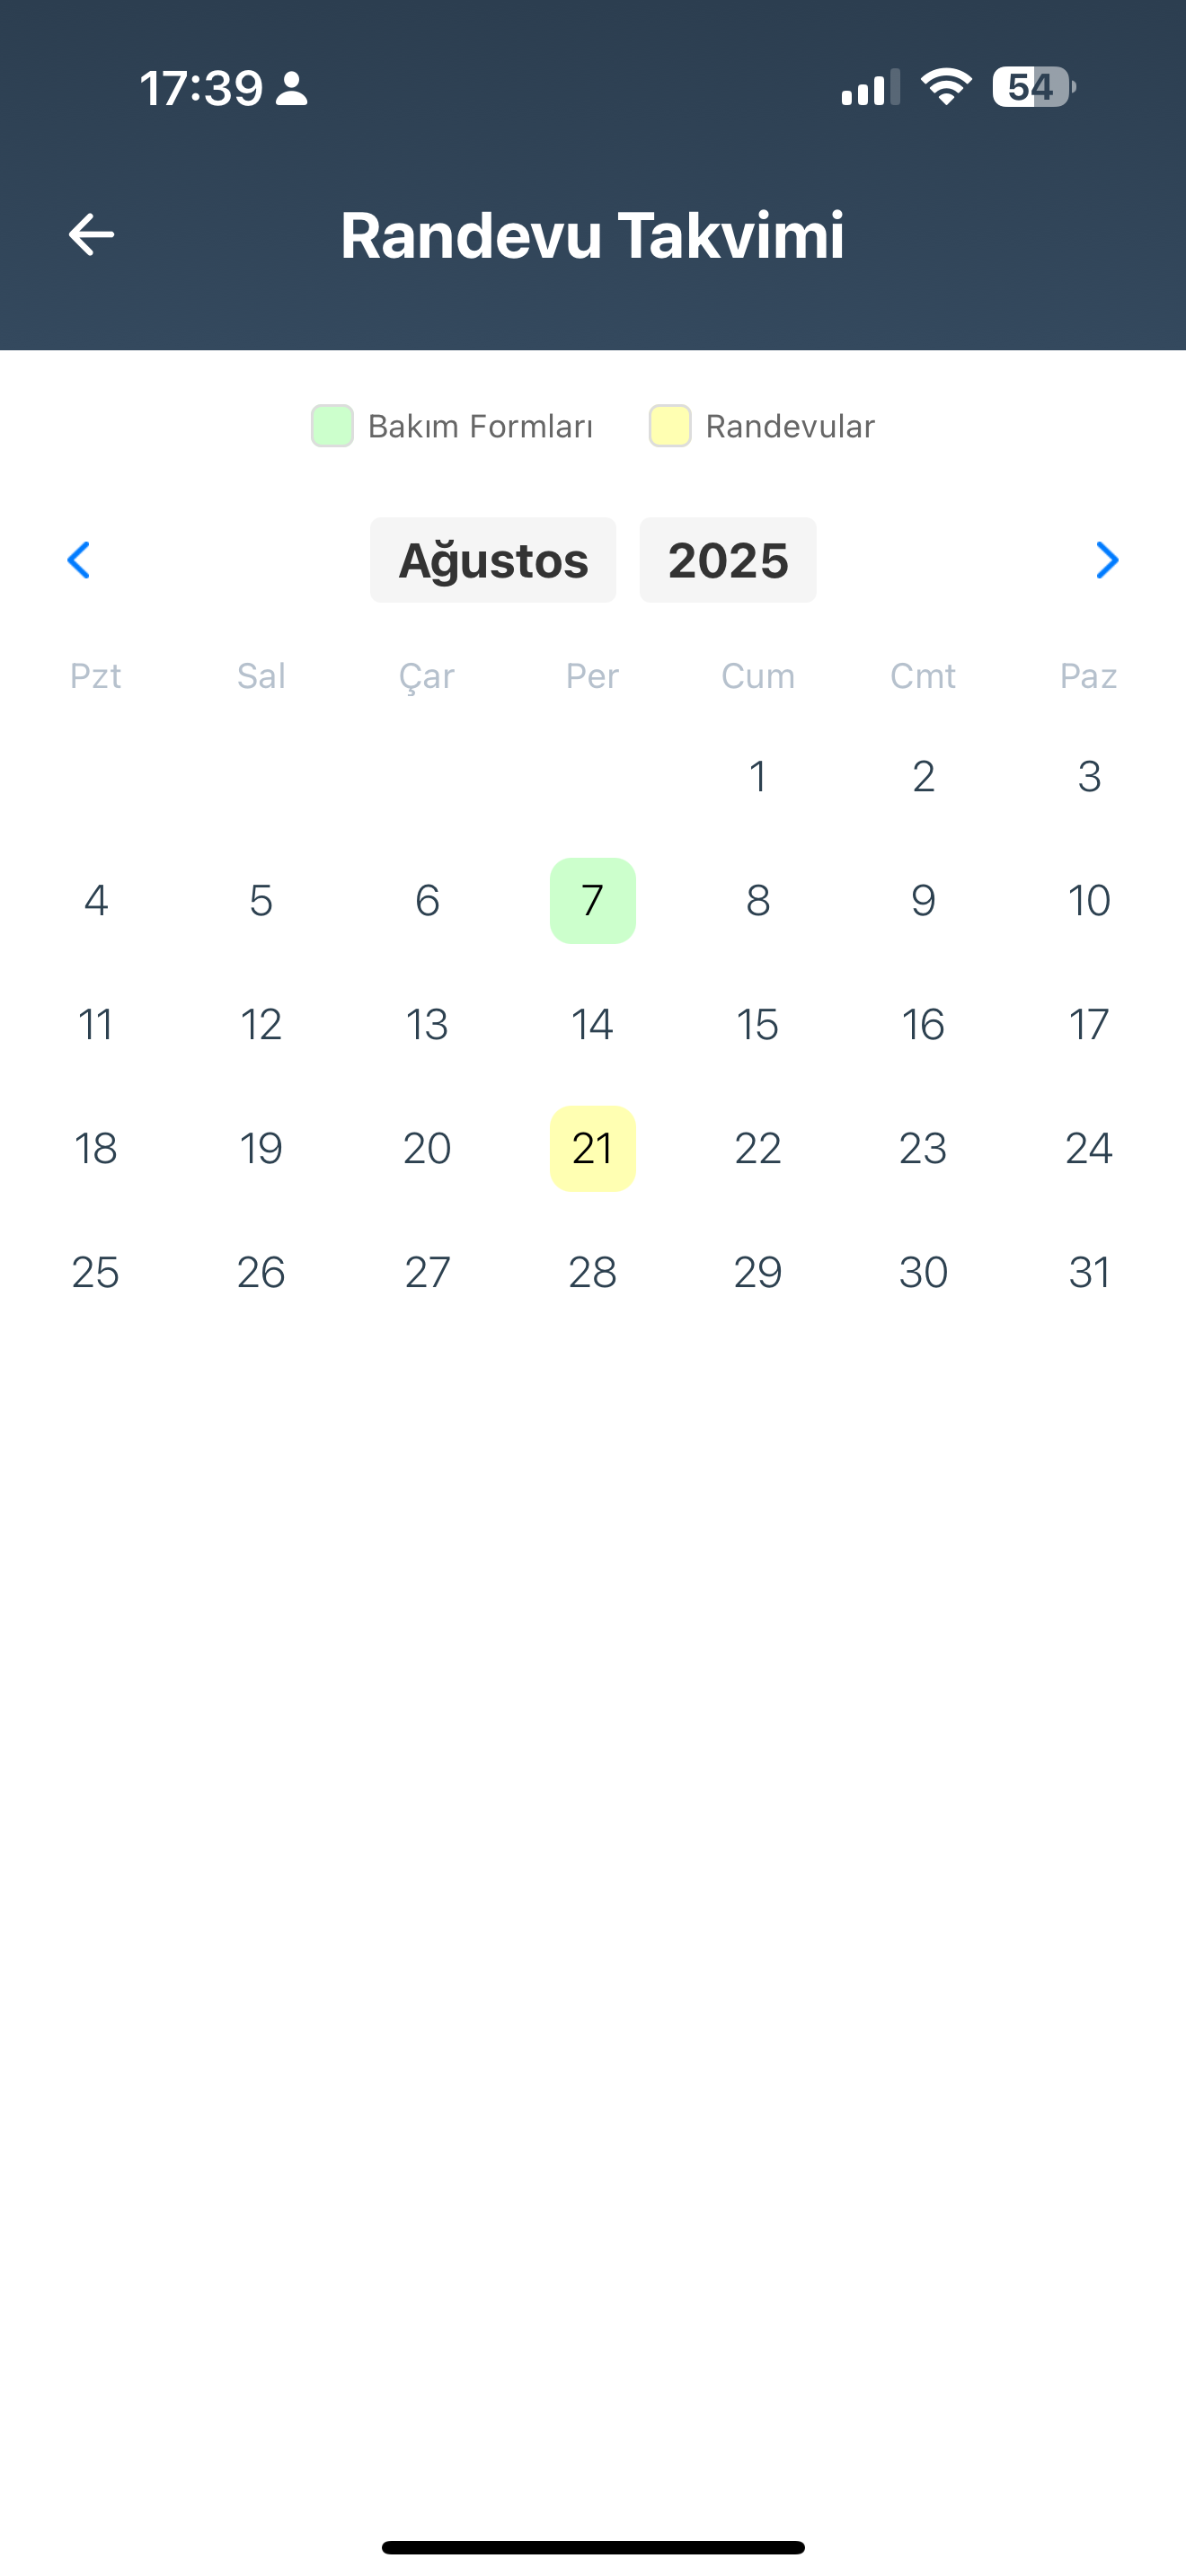 17:39
54
Randevu Takvimi
Bakım Formları Randevular
Ağustos 2025
Pzt Sal Çar Per Cum Cmt Paz
1 2 3
4 5 6 7 8 9 10
11 12 13 14 15 16 17
18 19 20 21 22 23 24
25 26 27 28 29 30 31